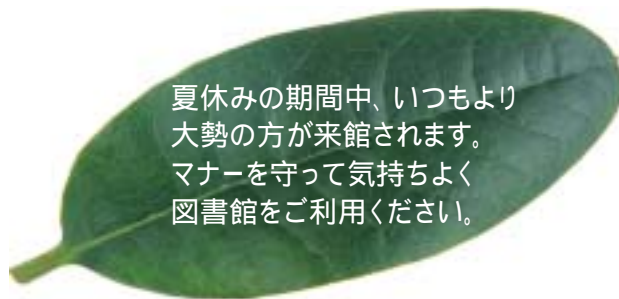 夏休みの期間中、いつもより
大勢の方が来館されます。
マナーを守って気持ちよく
図書館をご利用ください。